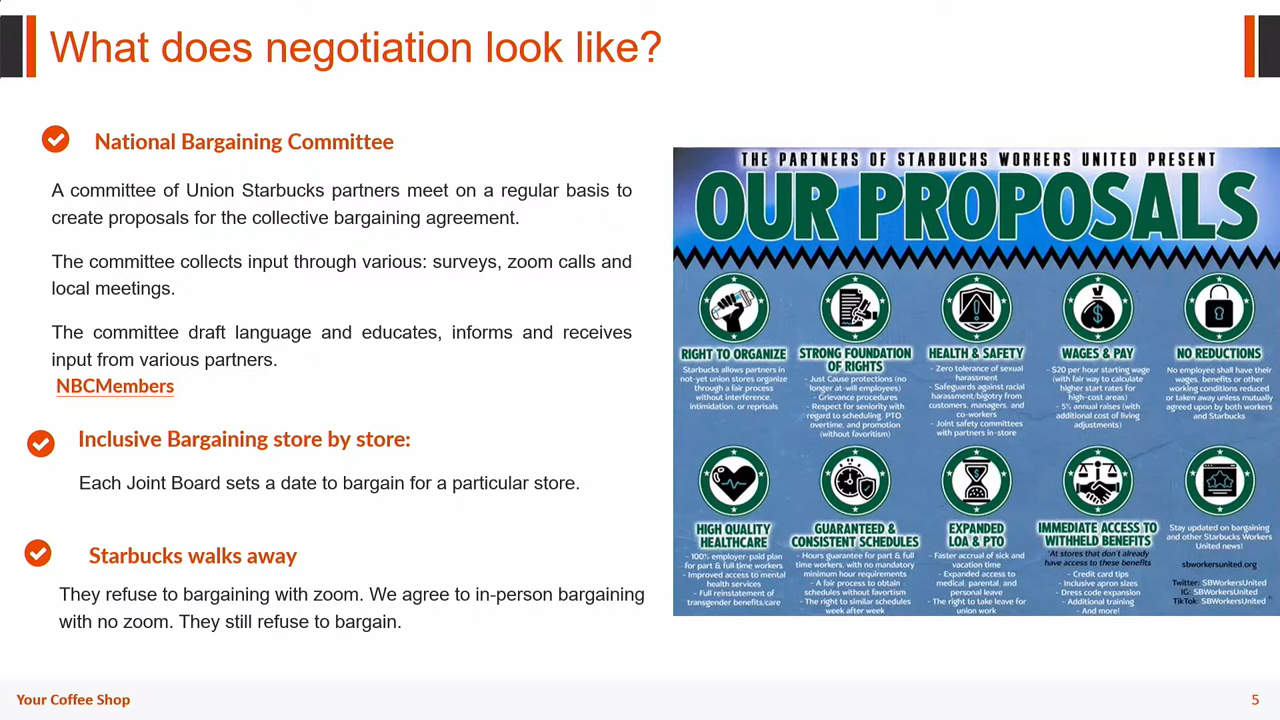 What does negotiation look like?
National Bargaining Committee
A committee of Union Starbucks partners meet on a regular basis to
create proposals for the collective bargaining agreement.
The committee collects input through various: surveys, zoom calls and
local meetings.
The committee draft language and educates, informs and receives
input from various partners.
NBCMembers
Inclusive Bargaining store by store:
Each Joint Board sets a date to bargain for a particular store.
Starbucks walks away
They refuse to bargaining with zoom. We agree to in-person bargaining
with no zoom. They still refuse to bargain.
THE PARTNERS OF STARBUCKS WORKERS UNITED PRESENT
OUR PROPOSALS
RIGHT TO ORGANIZE
Starbucks allows partners in
not-yet union stores organize
through a fair process
without interference,
intimidation, or reprisals
STRONG FOUNDATION
OF RIGHTS
- Just Cause protections (no
longer at-will employees)
- Grievance procedures
- Respect for seniority with
regard to scheduling, PTO,
overtime, and promotion
(without favoritism)
HEALTH & SAFETY
- Zero tolerance of sexual
harassment
- Safeguards against racial
harassment/bigotry from
customers, managers, and
co-workers
- Joint safety committees
with partners in-store
WAGES & PAY
- $20 per hour starting wage
(with fair way to calculate
higher start rates for
high-cost areas)
- 5% annual raises (with
additional cost of living
adjustments)
NO REDUCTIONS
No employee shall have their
wages, benefits or other
working conditions reduced
or taken away unless mutually
agreed upon by both workers
and Starbucks
HIGH QUALITY
HEALTHCARE
- 100% employer-paid plan
for part & full time workers
- Improved access to mental
health services
- Full reinstatement of
transgender benefits/care
GUARANTEED &
CONSISTENT SCHEDULES
- Hours guarantee for part & full
time workers, with no mandatory
minimum hour requirements
- A fair process to obtain
schedules without favortism
- The right to similar schedules
week after week
EXPANDED
LOA & PTO
- Faster accrual of sick and
vacation time
- Expanded access to
medical, parental, and
personal leave
- The right to take leave for
union work
IMMEDIATE ACCESS TO
WITHHELD BENEFITS
*At stores that don't already
have access to these benefits
- Credit card tips
- Inclusive apron sizes
- Dress code expansion
- Additional training
- And more!
Stay updated on bargaining
and other Starbucks Workers
United news!
sbworkersunited.org
Twitter: SBWorkersUnited
IG: SBWorkersUnited
TikTok: SBWorkersUnited
Your Coffee Shop
5